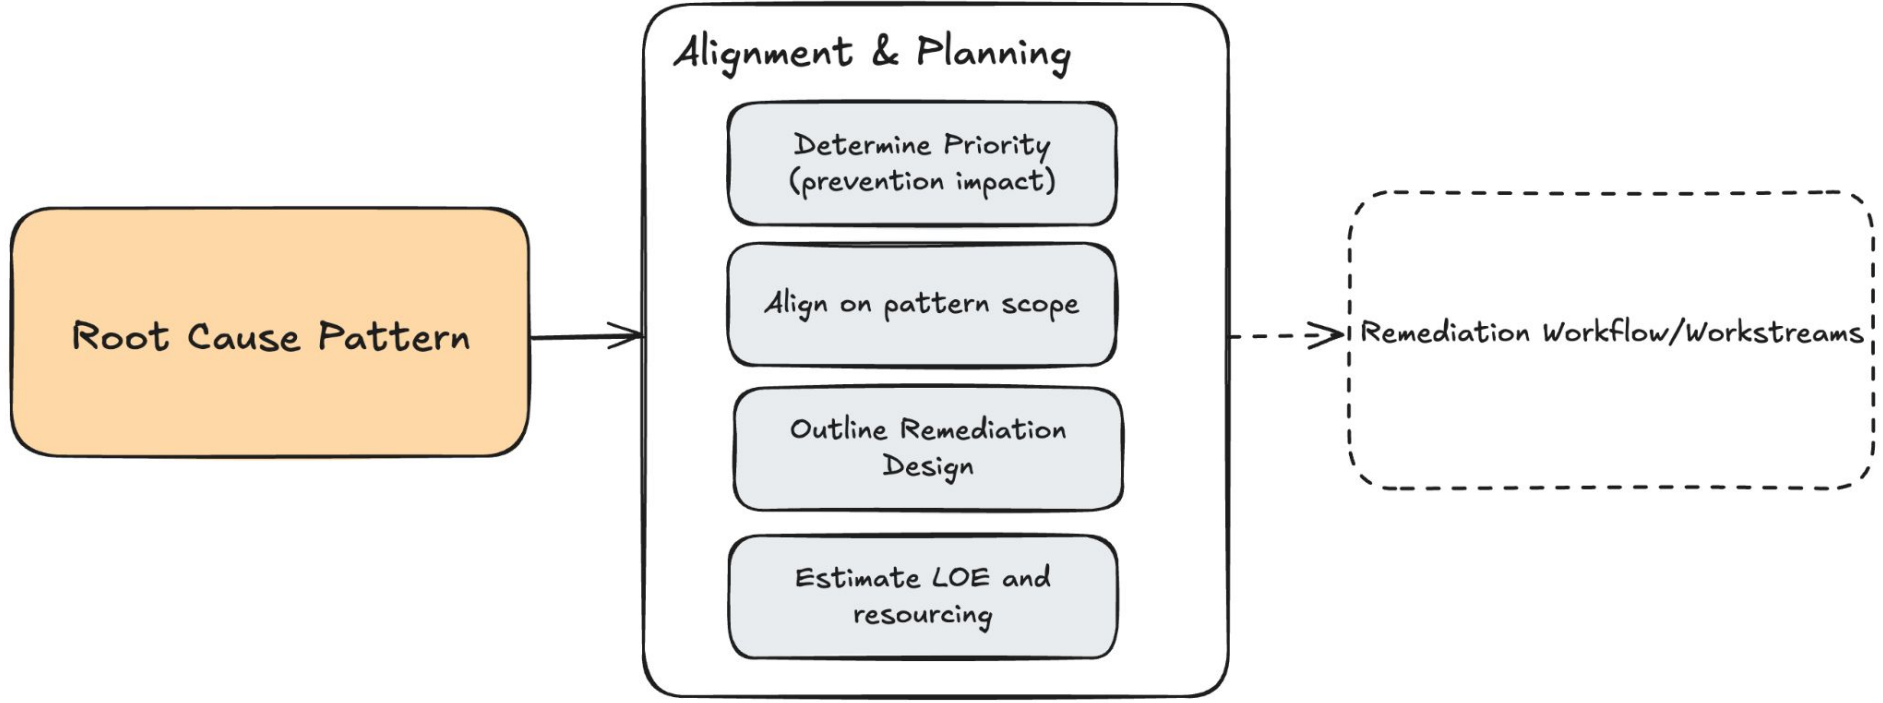 Root Cause Pattern
Alignment & Planning
Determine Priority
(prevention impact)
Align on pattern scope
Outline Remediation
Design
Estimate LOE and
resourcing
Remediation Workflow/Workstreams